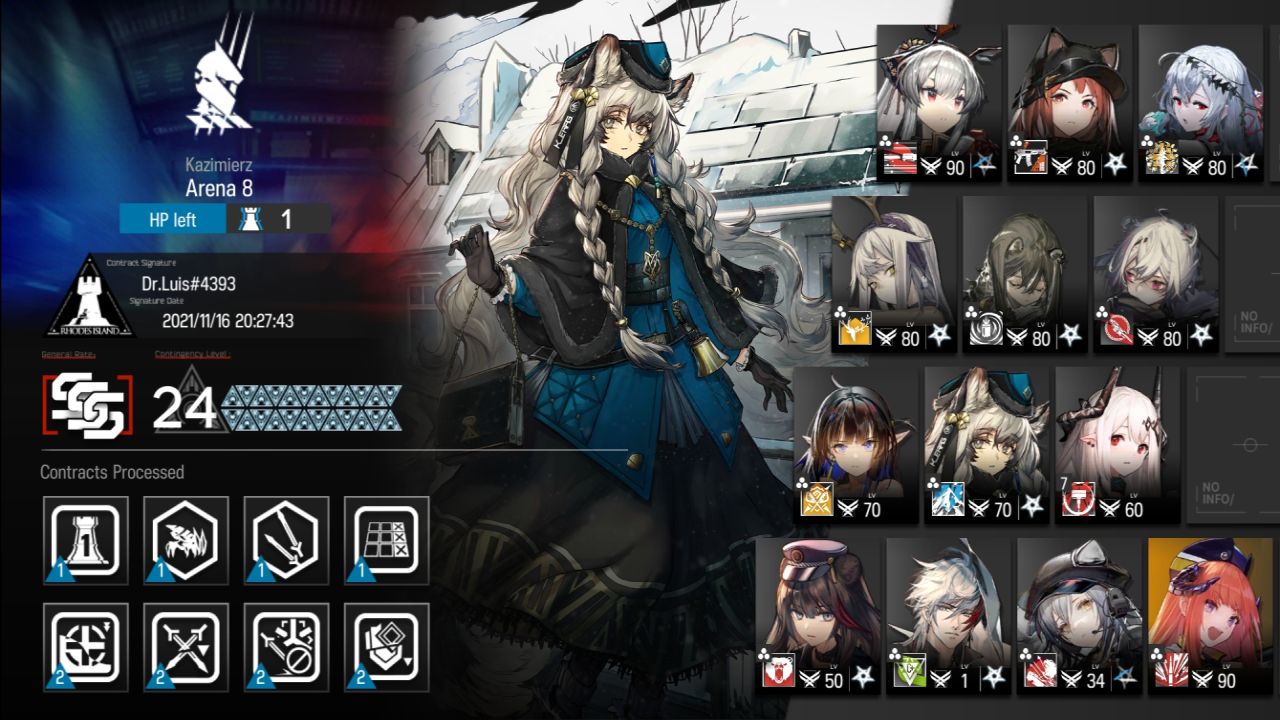 Kazimierz
Arena 8
HP left 1
Contract Signature
Dr.Luis#4393
Signature Date
2021/11/16 20:27:43
RHODES ISLAND
General Rate:
Contingency Level:
SSS
24
Contracts Processed
1
1 1 1 1
2 2 2 2
LV 90
LV 80
LV 80
LV 80
LV 80
LV 80
NO
INFO/
LV 70
LV 70
7 LV 60
NO
INFO/
LV 50
LV 1
LV 34
LV 90